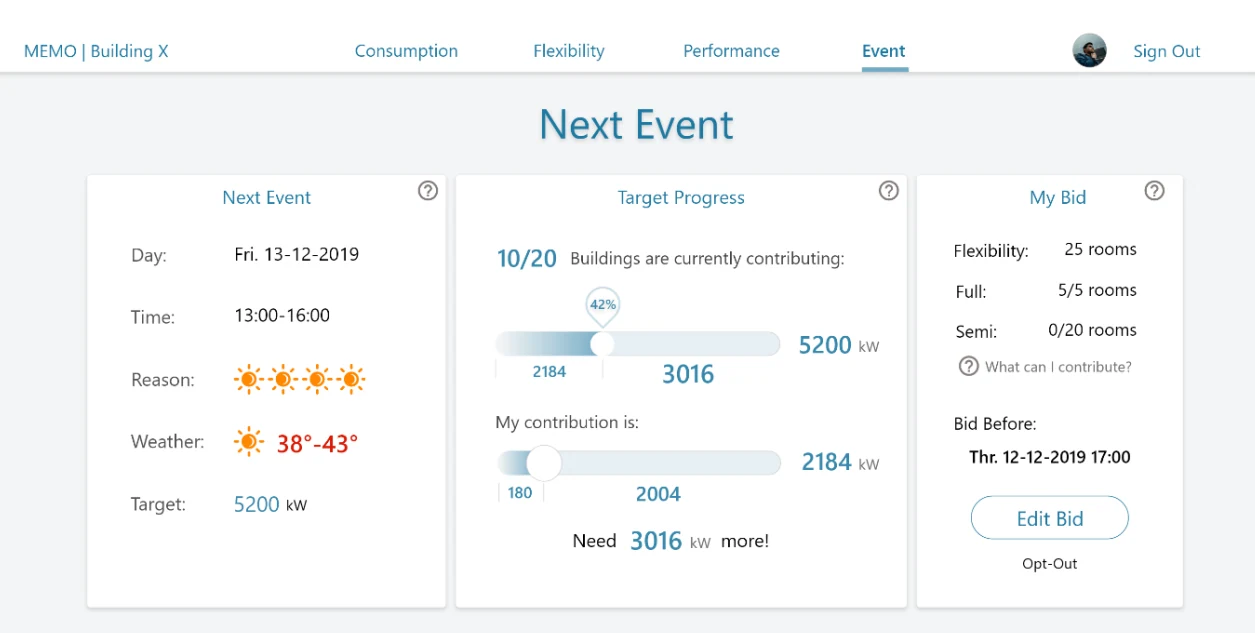 MEMO | Building X Consumption Flexibility Performance Event Sign Out
Next Event
Next Event
Day: Fri. 13-12-2019
Time: 13:00-16:00
Reason:
Weather: 38°-43°
Target: 5200 kW
Target Progress
10/20 Buildings are currently contributing:
42%
5200 kW
2184 3016
My contribution is:
2184 kW
180 2004
Need 3016 kW more!
My Bid
Flexibility: 25 rooms
Full: 5/5 rooms
Semi: 0/20 rooms
? What can I contribute?
Bid Before:
Thr. 12-12-2019 17:00
Edit Bid
Opt-Out